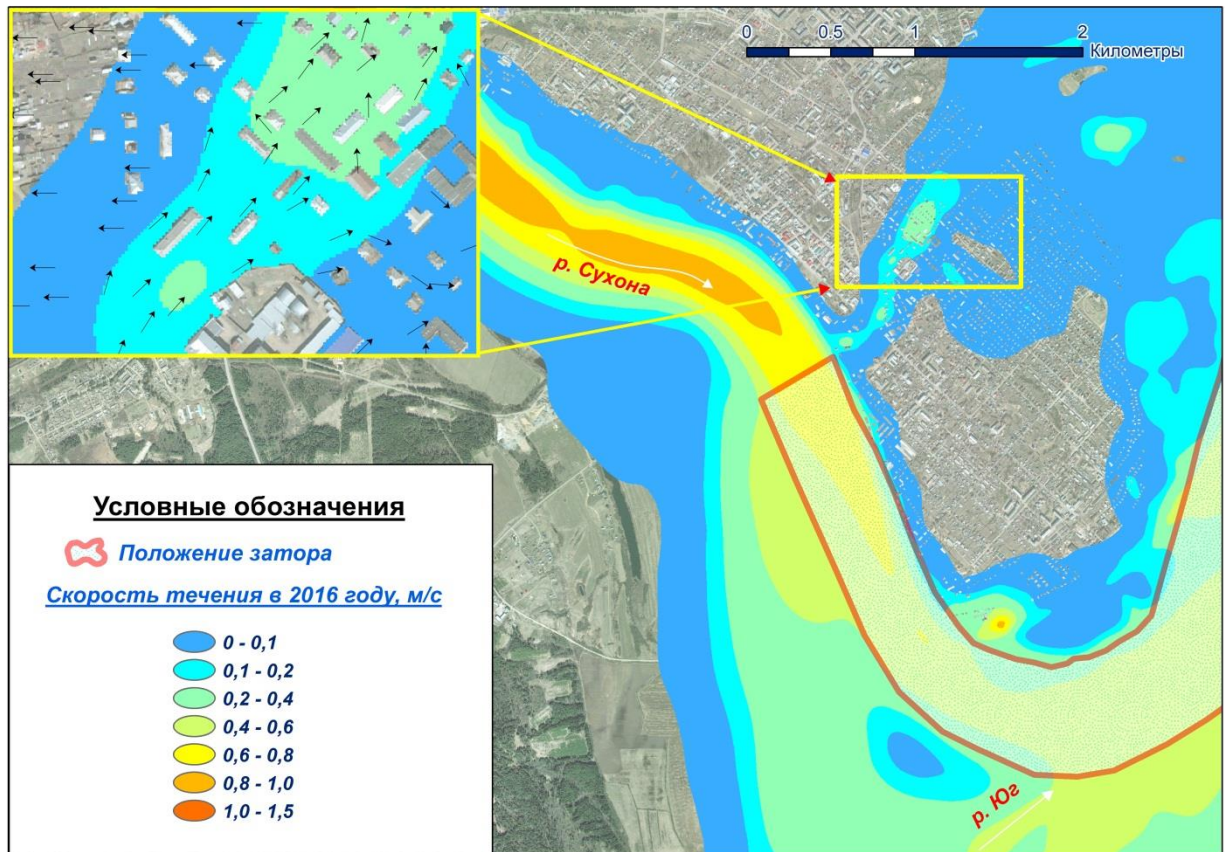 0 0.5 1 2
Километры
р. Сухона
Условные обозначения
Положение затора
Скорость течения в 2016 году, м/с
0 - 0,1
0,1 - 0,2
0,2 - 0,4
0,4 - 0,6
0,6 - 0,8
0,8 - 1,0
1,0 - 1,5
р. Юг